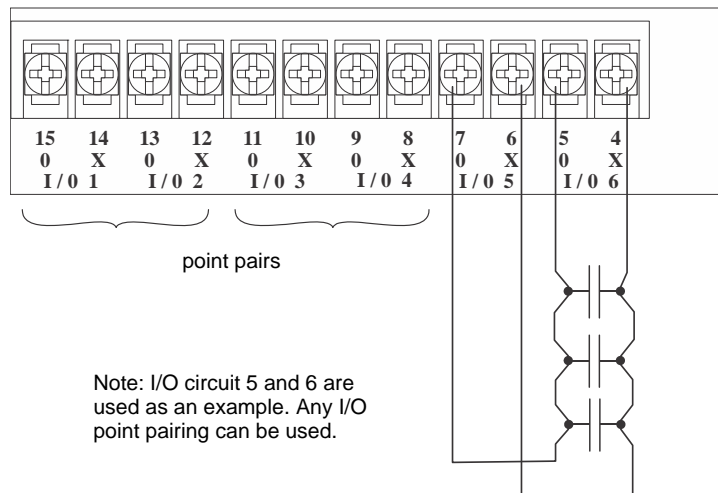 15 14 13 12 11 10 9 8 7 6 5 4
0 X 0 X 0 X 0 X 0 X 0 X
I / 0 1 I / 0 2 I / 0 3 I / 0 4 I / 0 5 I / 0 6
point pairs
Note: I/O circuit 5 and 6 are
used as an example. Any I/O
point pairing can be used.